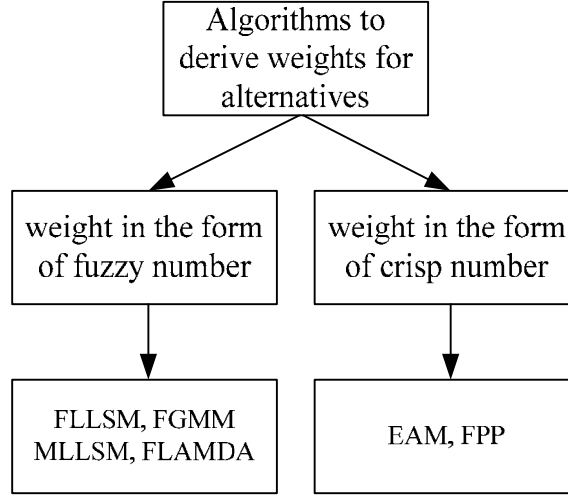 Algorithms to
derive weights for
alternatives
weight in the form
of fuzzy number
weight in the form
of crisp number
FLLSM, FGMM
MLLSM, FLAMDA
EAM, FPP